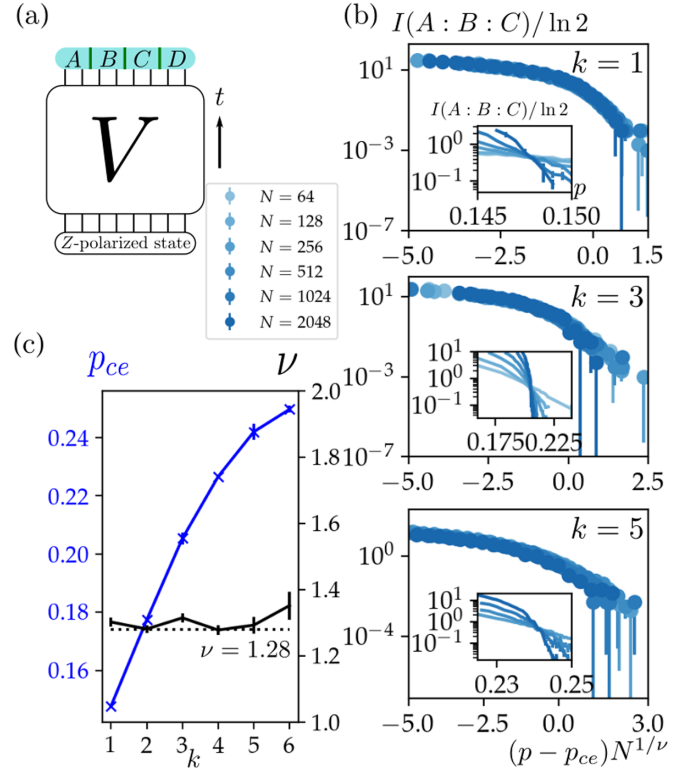 (a)
A B C D
V
t
Z-polarized state
N = 64
N = 128
N = 256
N = 512
N = 1024
N = 2048
(b)
I(A : B : C)/ ln 2
k = 1
10^1
10^{-3}
10^{-7}
−5.0 −2.5 0.0 1.5
I(A : B : C)/ ln 2
10^0
10^{-1}
p
0.145 0.150
k = 3
10^1
10^{-3}
10^{-7}
−5.0 −2.5 0.0 2.5
10^1
10^0
10^{-1}
0.175 0.225
k = 5
10^0
10^{-4}
−5.0 −2.5 0.0 3.0
10^1
10^0
10^{-1}
0.23 0.25
(p − p_{ce})N^{1/ν}
(c)
p_{ce} ν
0.24
0.22
0.20
0.18
0.16
2.0
1.8
1.6
1.4
1.2
1.0
ν = 1.28
1 2 3 4 5 6
k